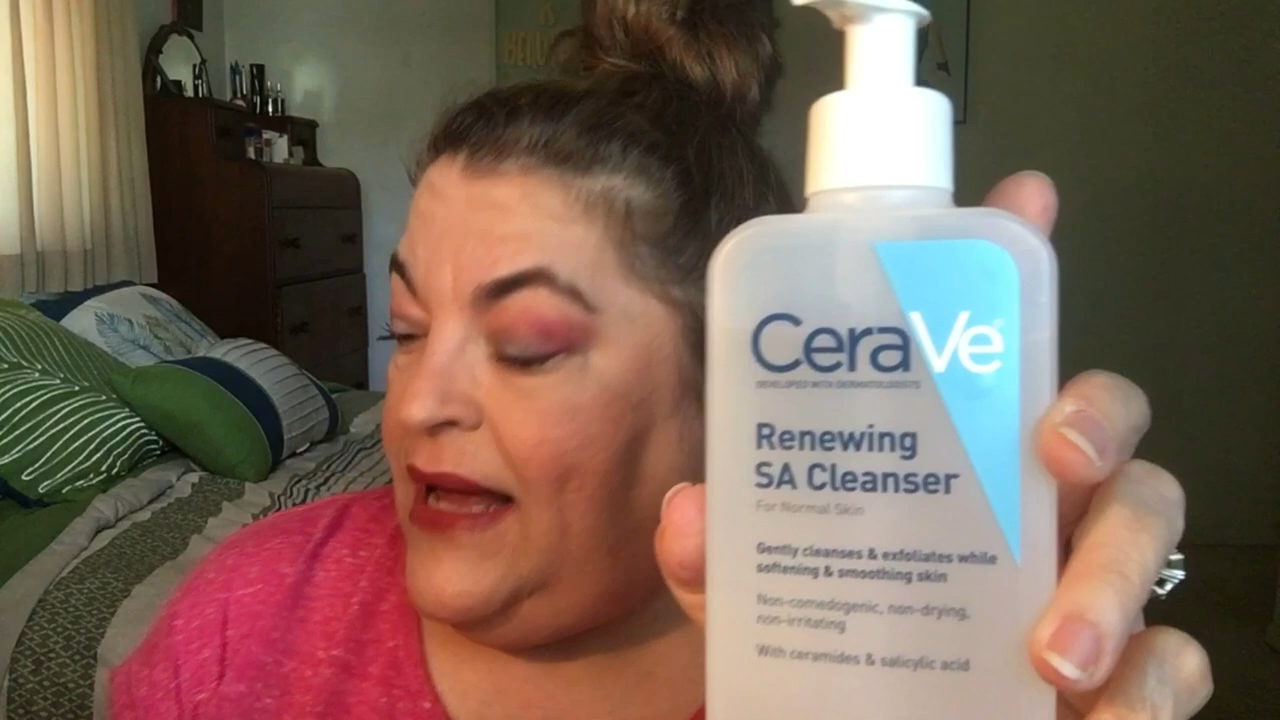 CeraVe
DEVELOPED WITH DERMATOLOGISTS
Renewing
SA Cleanser
For Normal Skin
Gently cleanses & exfoliates while
softening & smoothing skin
Non-comedogenic, non-drying,
non-irritating
With ceramides & salicylic acid